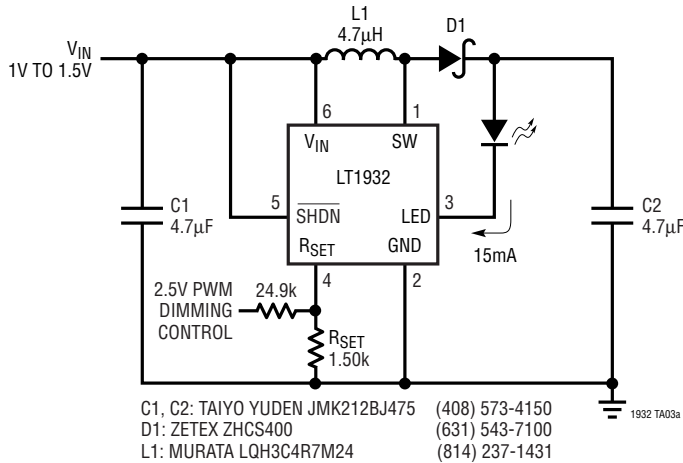 L1
4.7µH
D1
VIN
1V TO 1.5V
6
1
VIN
SW
LT1932
C1
4.7µF
5
SHDN
LED
3
C2
4.7µF
RSET
GND
15mA
4
2
2.5V PWM
DIMMING
CONTROL
24.9k
RSET
1.50k
C1, C2: TAIYO YUDEN JMK212BJ475 (408) 573-4150
D1: ZETEX ZHCS400 (631) 543-7100
L1: MURATA LQH3C4R7M24 (814) 237-1431
1932 TA03a